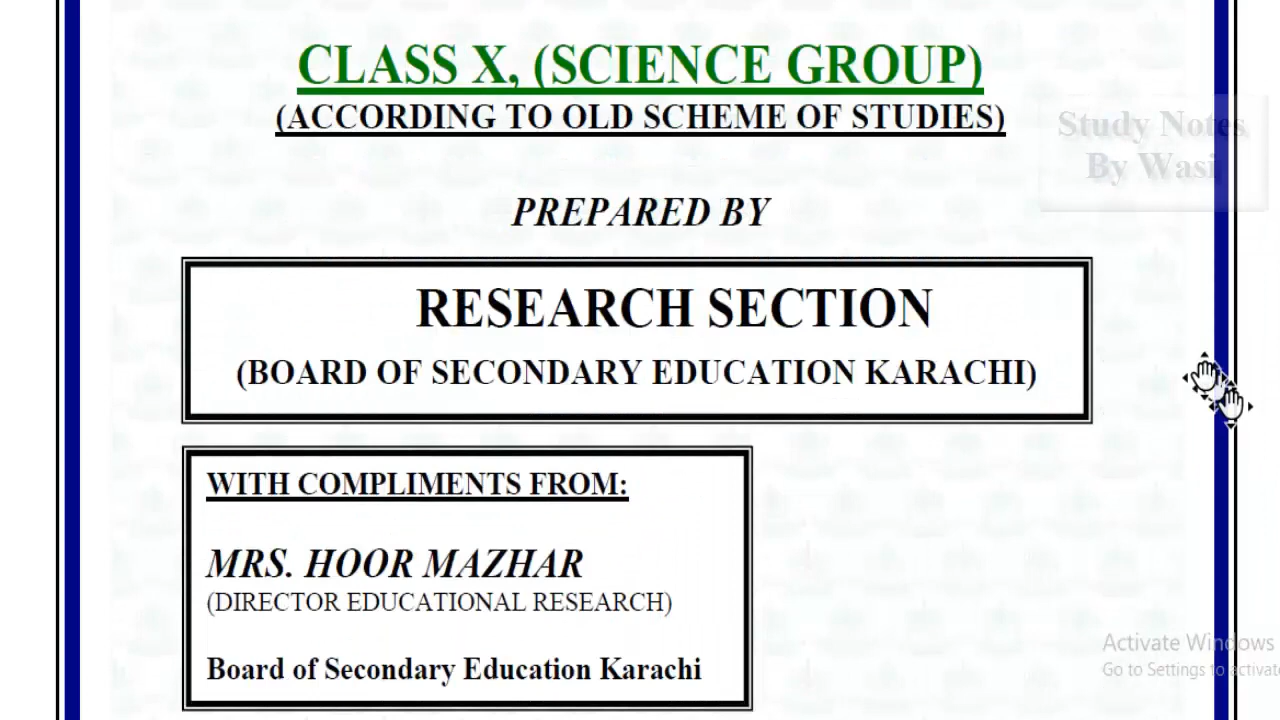 CLASS X, (SCIENCE GROUP)
(ACCORDING TO OLD SCHEME OF STUDIES)
Study Notes
By Wasi
PREPARED BY
RESEARCH SECTION
(BOARD OF SECONDARY EDUCATION KARACHI)
WITH COMPLIMENTS FROM:
MRS. HOOR MAZHAR
(DIRECTOR EDUCATIONAL RESEARCH)
Board of Secondary Education Karachi
Activate Windows
Go to Settings to activate